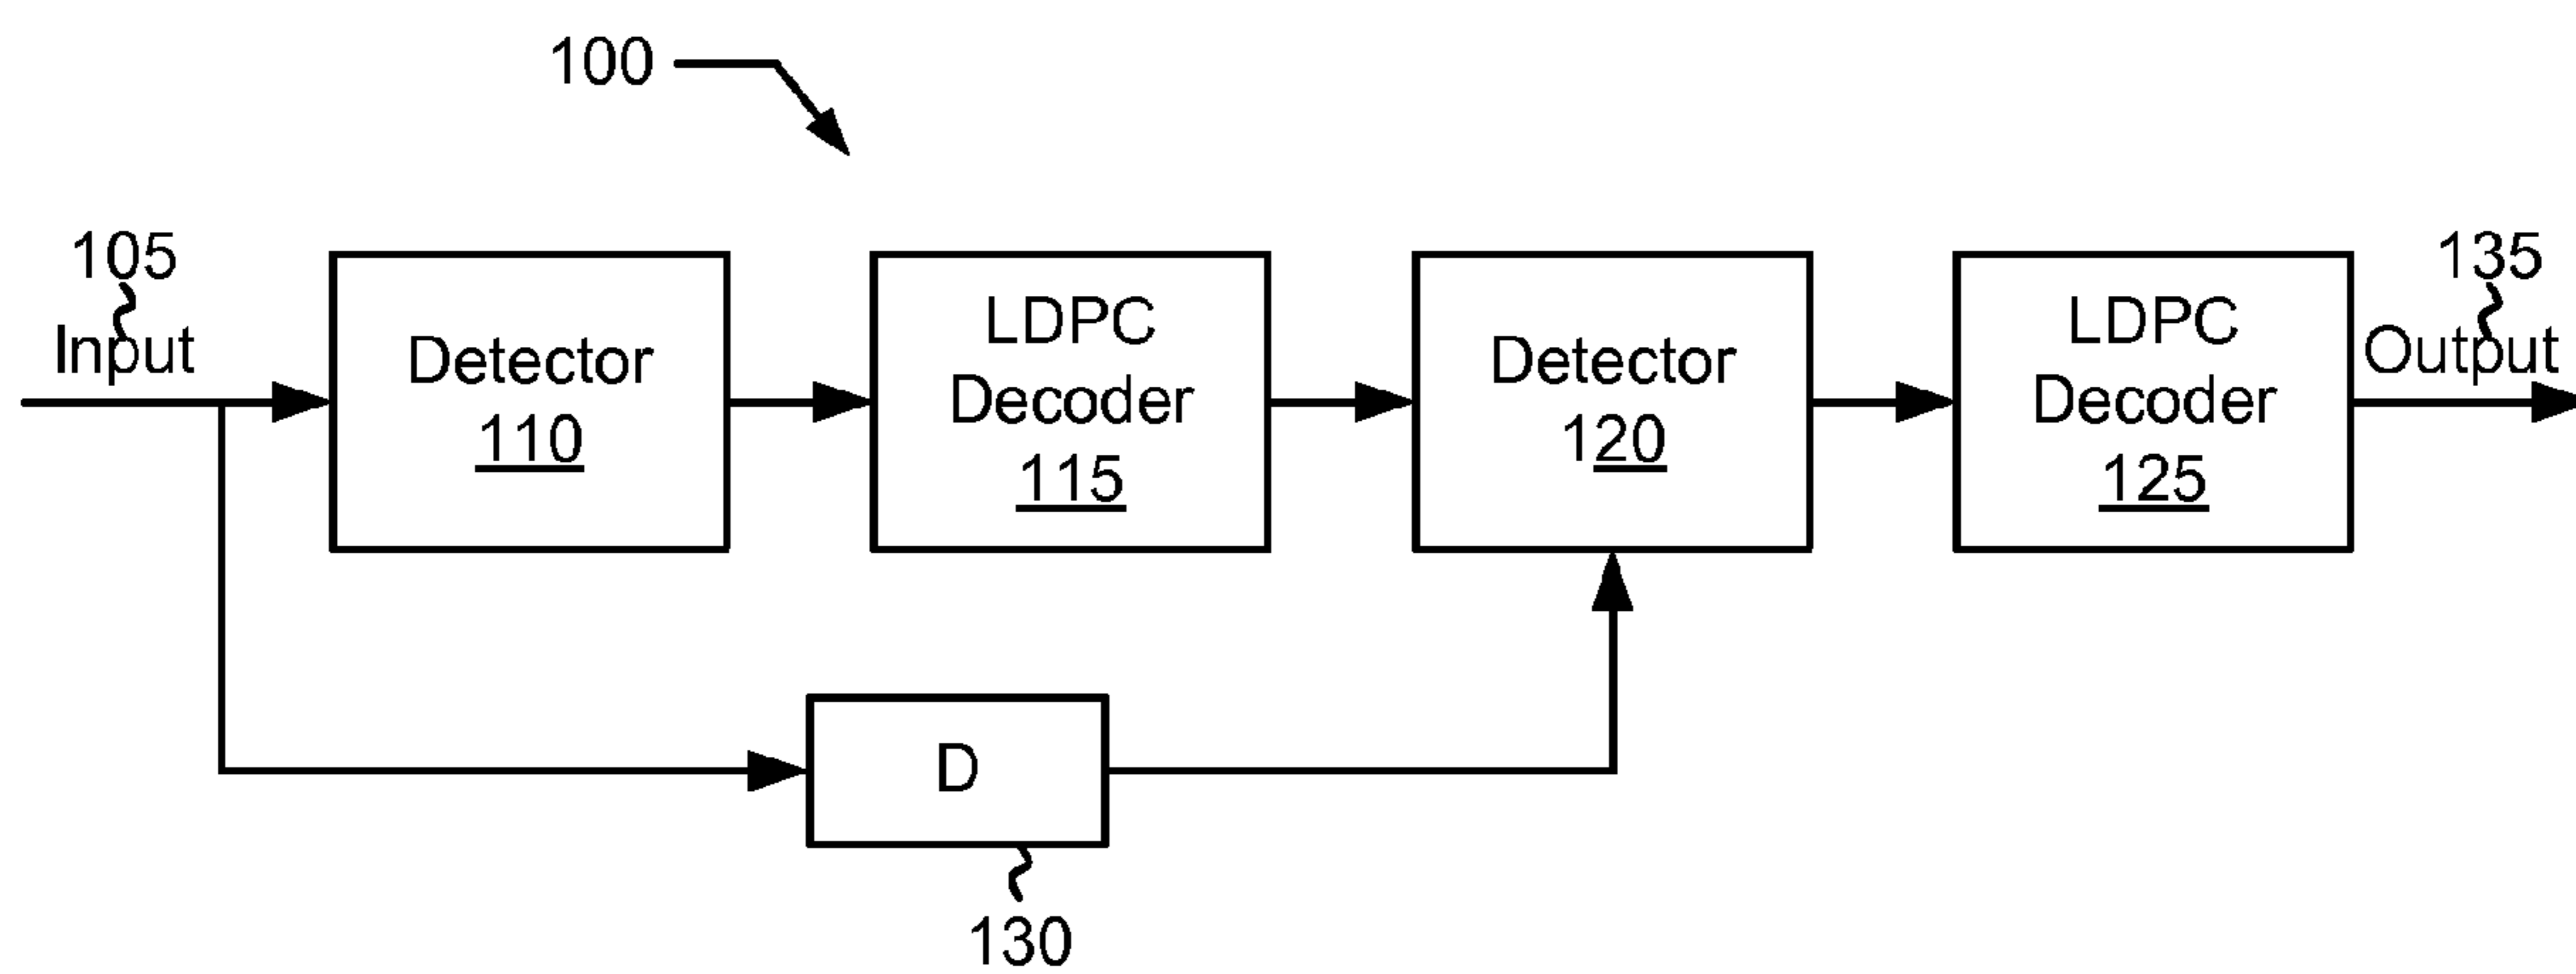 100
105
Input
Detector
110
LDPC
Decoder
115
Detector
120
LDPC
Decoder
125
135
Output
D
130